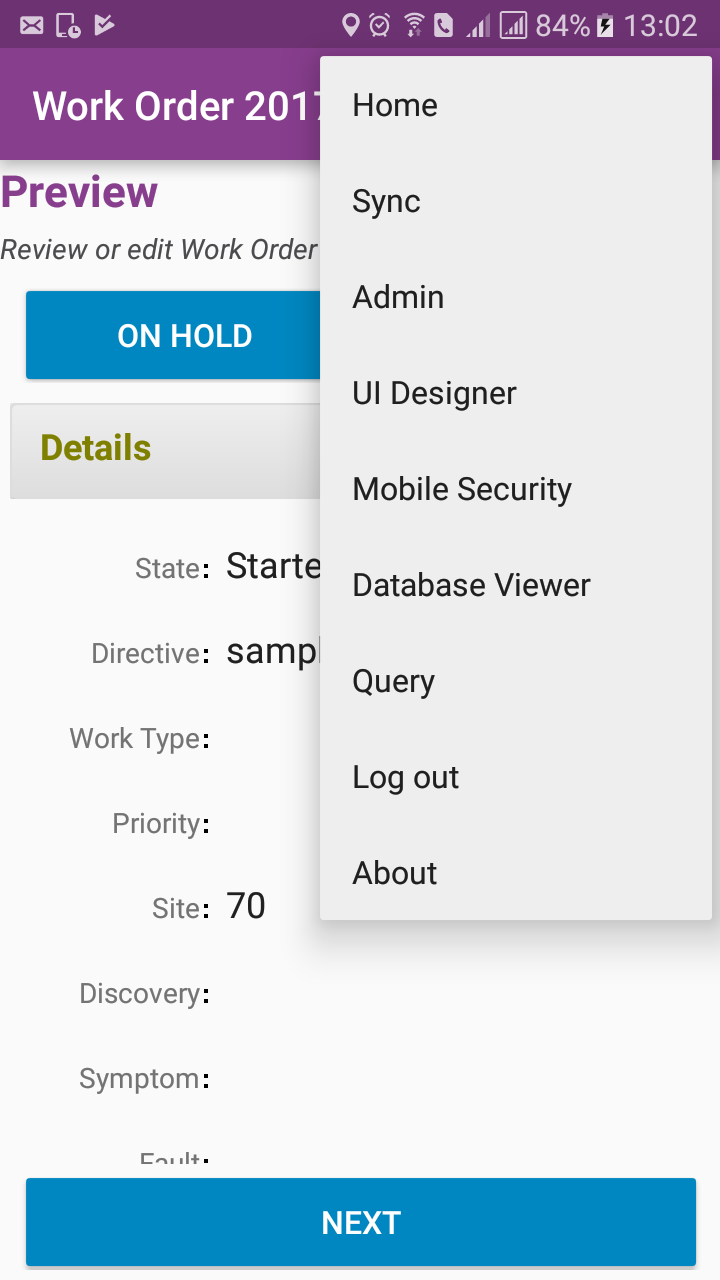 84% 13:02
Work Order 2017
Preview
Review or edit Work Order
ON HOLD
Details
State:
Directive:
Work Type:
Priority:
Site: 70
Discovery:
Symptom:
Fault:
NEXT
Home
Sync
Admin
UI Designer
Mobile Security
Database Viewer
Query
Log out
About